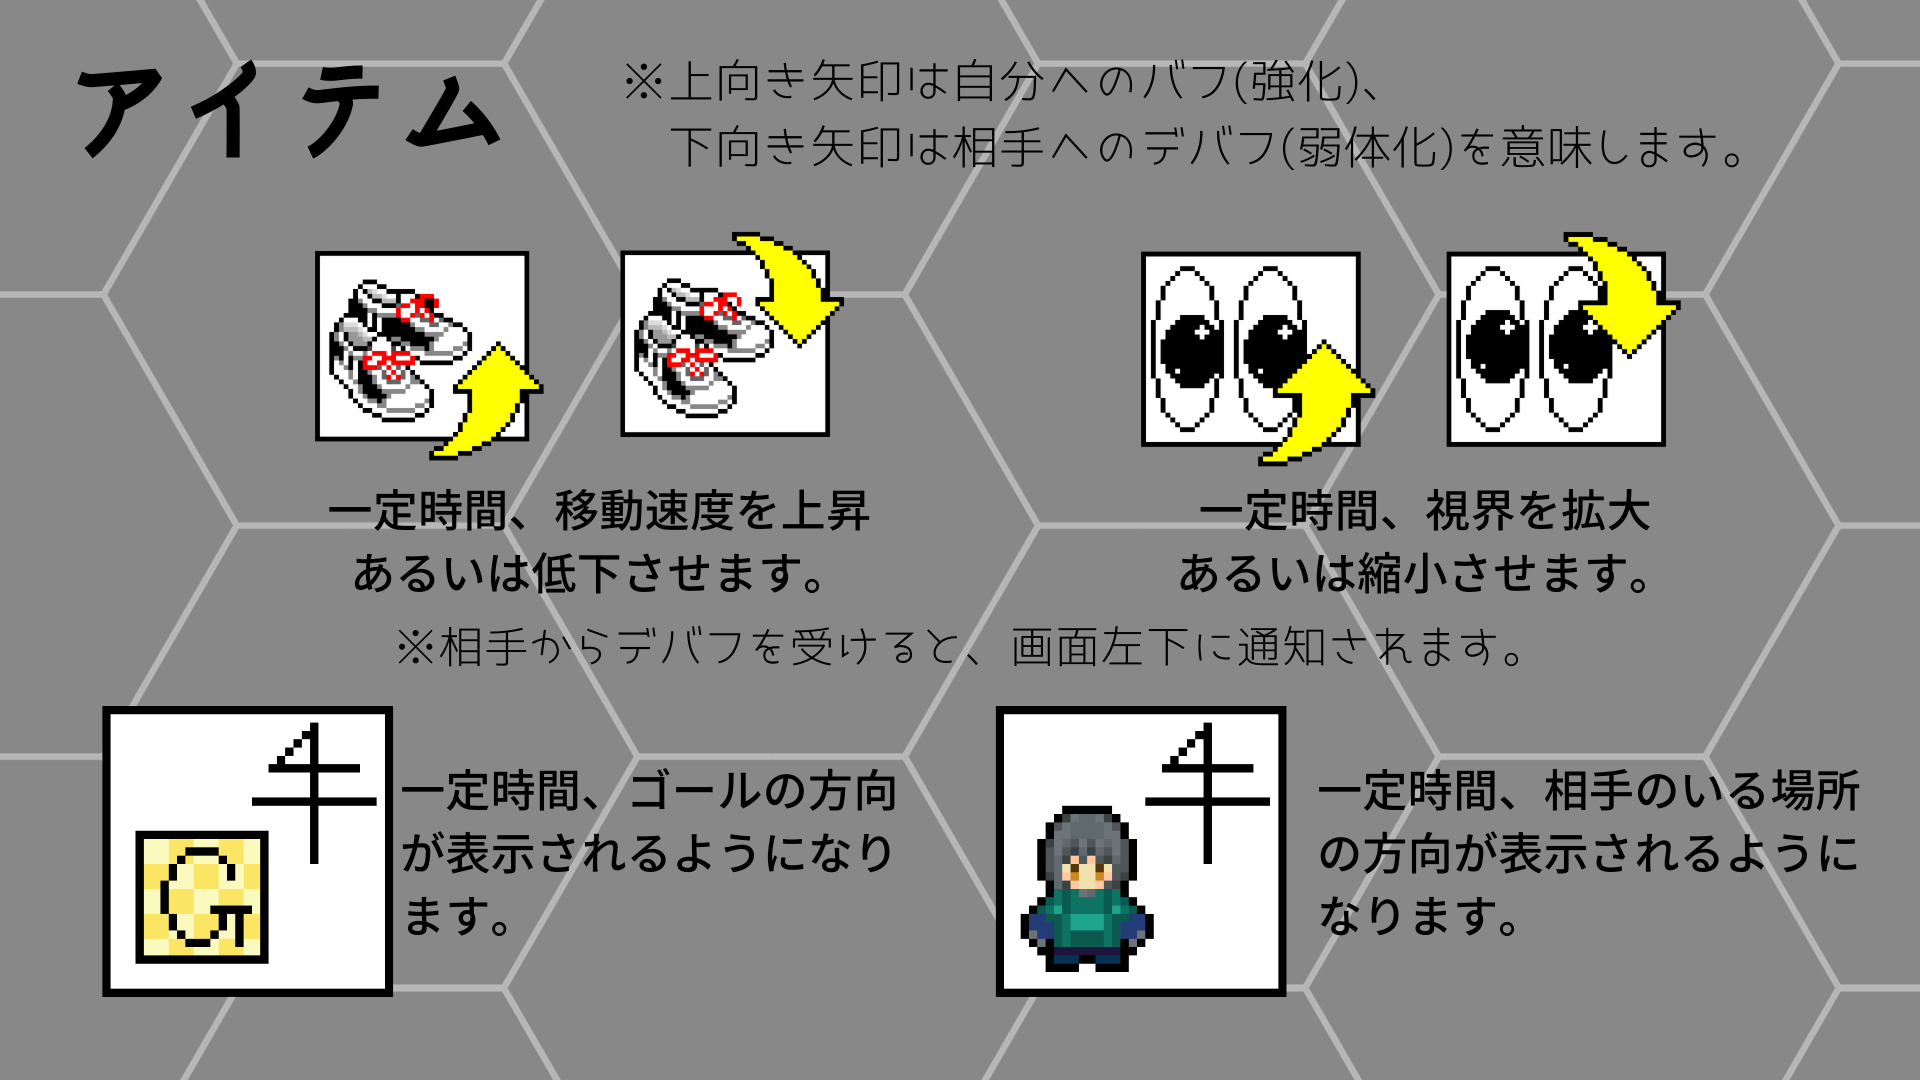 アイテム
※上向き矢印は自分へのバフ(強化)、
下向き矢印は相手へのデバフ(弱体化)を意味します。
一定時間、移動速度を上昇
あるいは低下させます。
一定時間、視界を拡大
あるいは縮小させます。
※相手からデバフを受けると、画面左下に通知されます。
G
一定時間、ゴールの方向
が表示されるようになり
ます。
一定時間、相手のいる場所
の方向が表示されるように
なります。